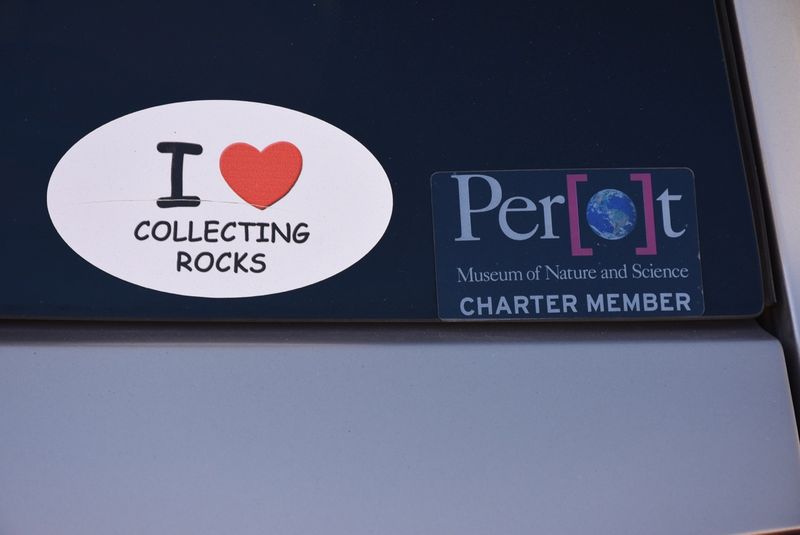 I ❤
COLLECTING
ROCKS
Per[o]t
Museum of Nature and Science
CHARTER MEMBER